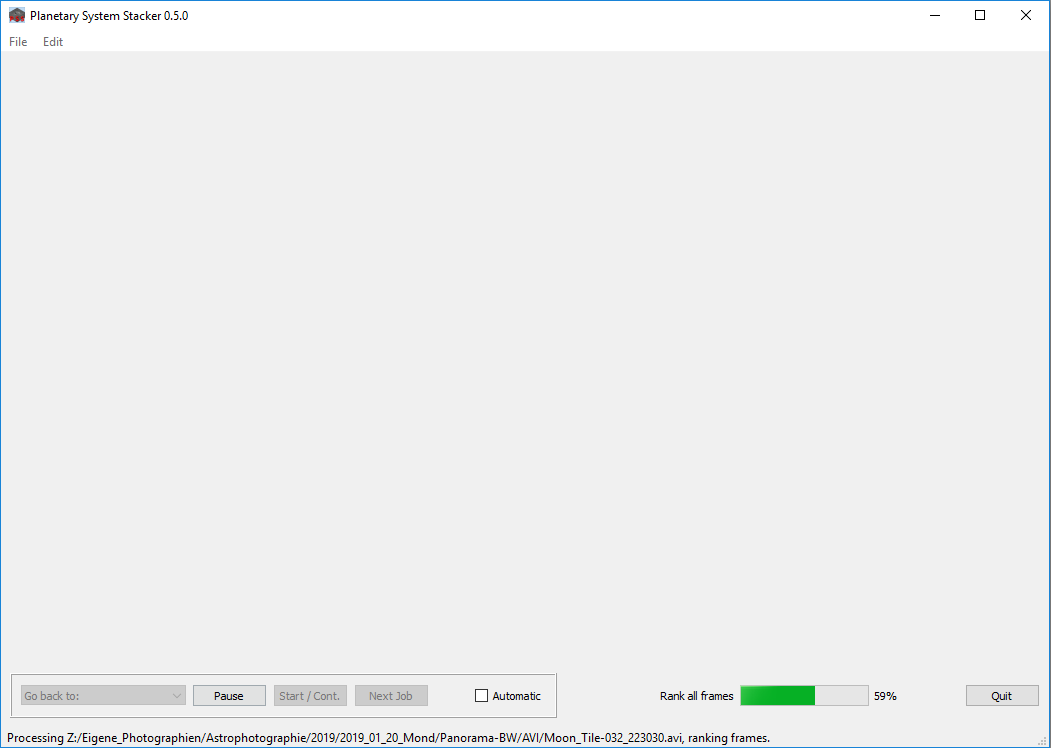 Planetary System Stacker 0.5.0
File Edit
Go back to: Pause Start / Cont. Next Job Automatic Rank all frames 59% Quit
Processing Z:/Eigene_Photographien/Astrophotographie/2019/2019_01_20_Mond/Panorama-BW/AVI/Moon_Tile-032_223030.avi, ranking frames.